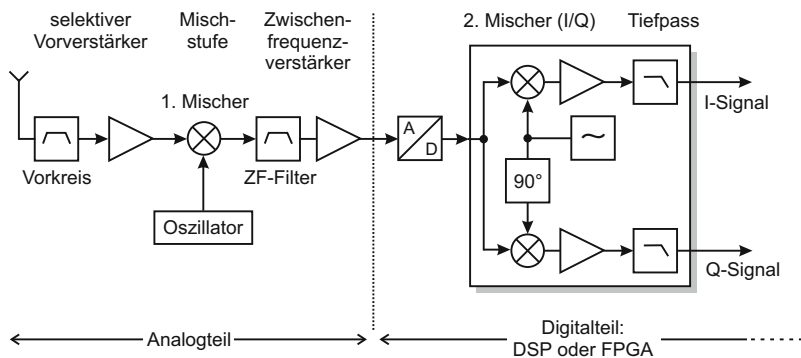 selektiver
Vorverstärker
Misch-
stufe
Zwischen-
frequenz-
verstärker
2. Mischer (I/Q)
Tiefpass
1. Mischer
I-Signal
A
D
~
Vorkreis
ZF-Filter
90°
Oszillator
Q-Signal
Analogteil
Digitalteil:
DSP oder FPGA